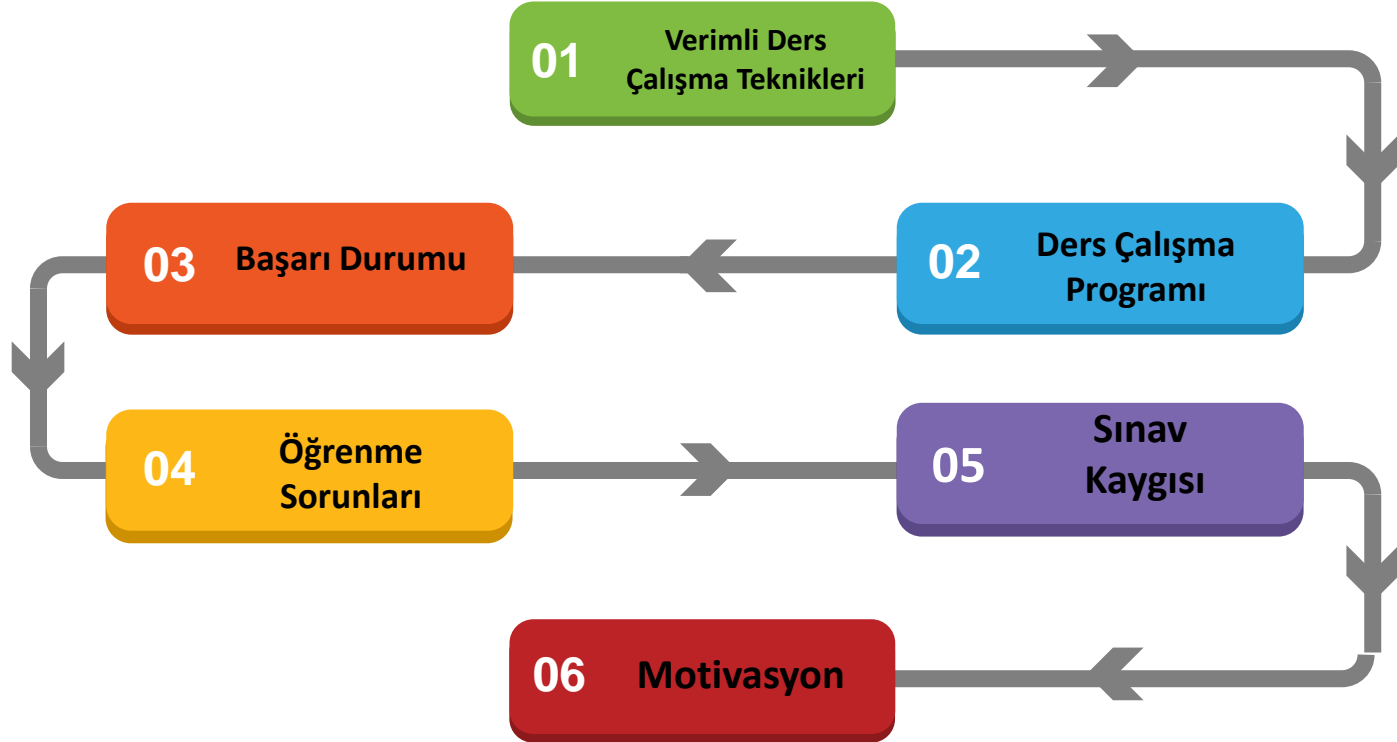 01
Verimli Ders
Çalışma Teknikleri
02
Ders Çalışma
Programı
03
Başarı Durumu
04
Öğrenme
Sorunları
05
Sınav
Kaygısı
06
Motivasyon